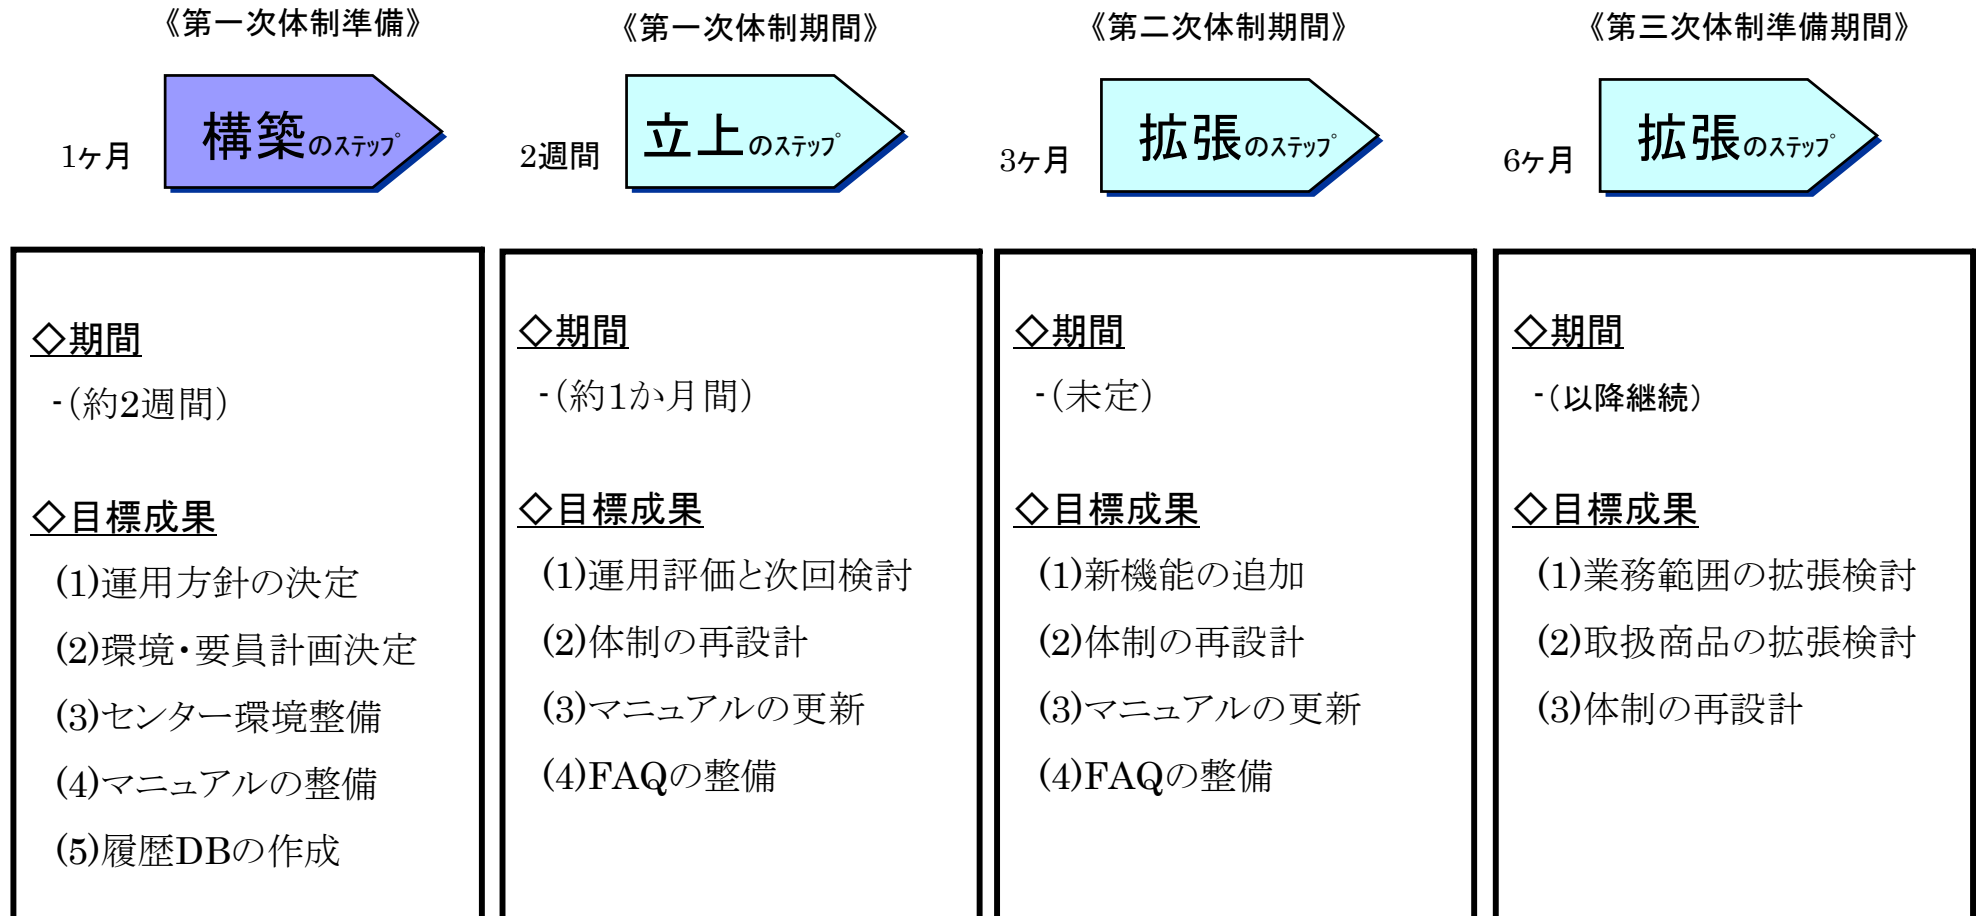 《第一次体制準備》
1ヶ月
構築のステップ
◇期間
-(約2週間)
◇目標成果
(1)運用方針の決定
(2)環境・要員計画決定
(3)センター環境整備
(4)マニュアルの整備
(5)履歴DBの作成
《第一次体制期間》
2週間
立上のステップ
◇期間
-(約1か月間)
◇目標成果
(1)運用評価と次回検討
(2)体制の再設計
(3)マニュアルの更新
(4)FAQの整備
《第二次体制期間》
3ヶ月
拡張のステップ
◇期間
-(未定)
◇目標成果
(1)新機能の追加
(2)体制の再設計
(3)マニュアルの更新
(4)FAQの整備
《第三次体制準備期間》
6ヶ月
拡張のステップ
◇期間
-(以降継続)
◇目標成果
(1)業務範囲の拡張検討
(2)取扱商品の拡張検討
(3)体制の再設計